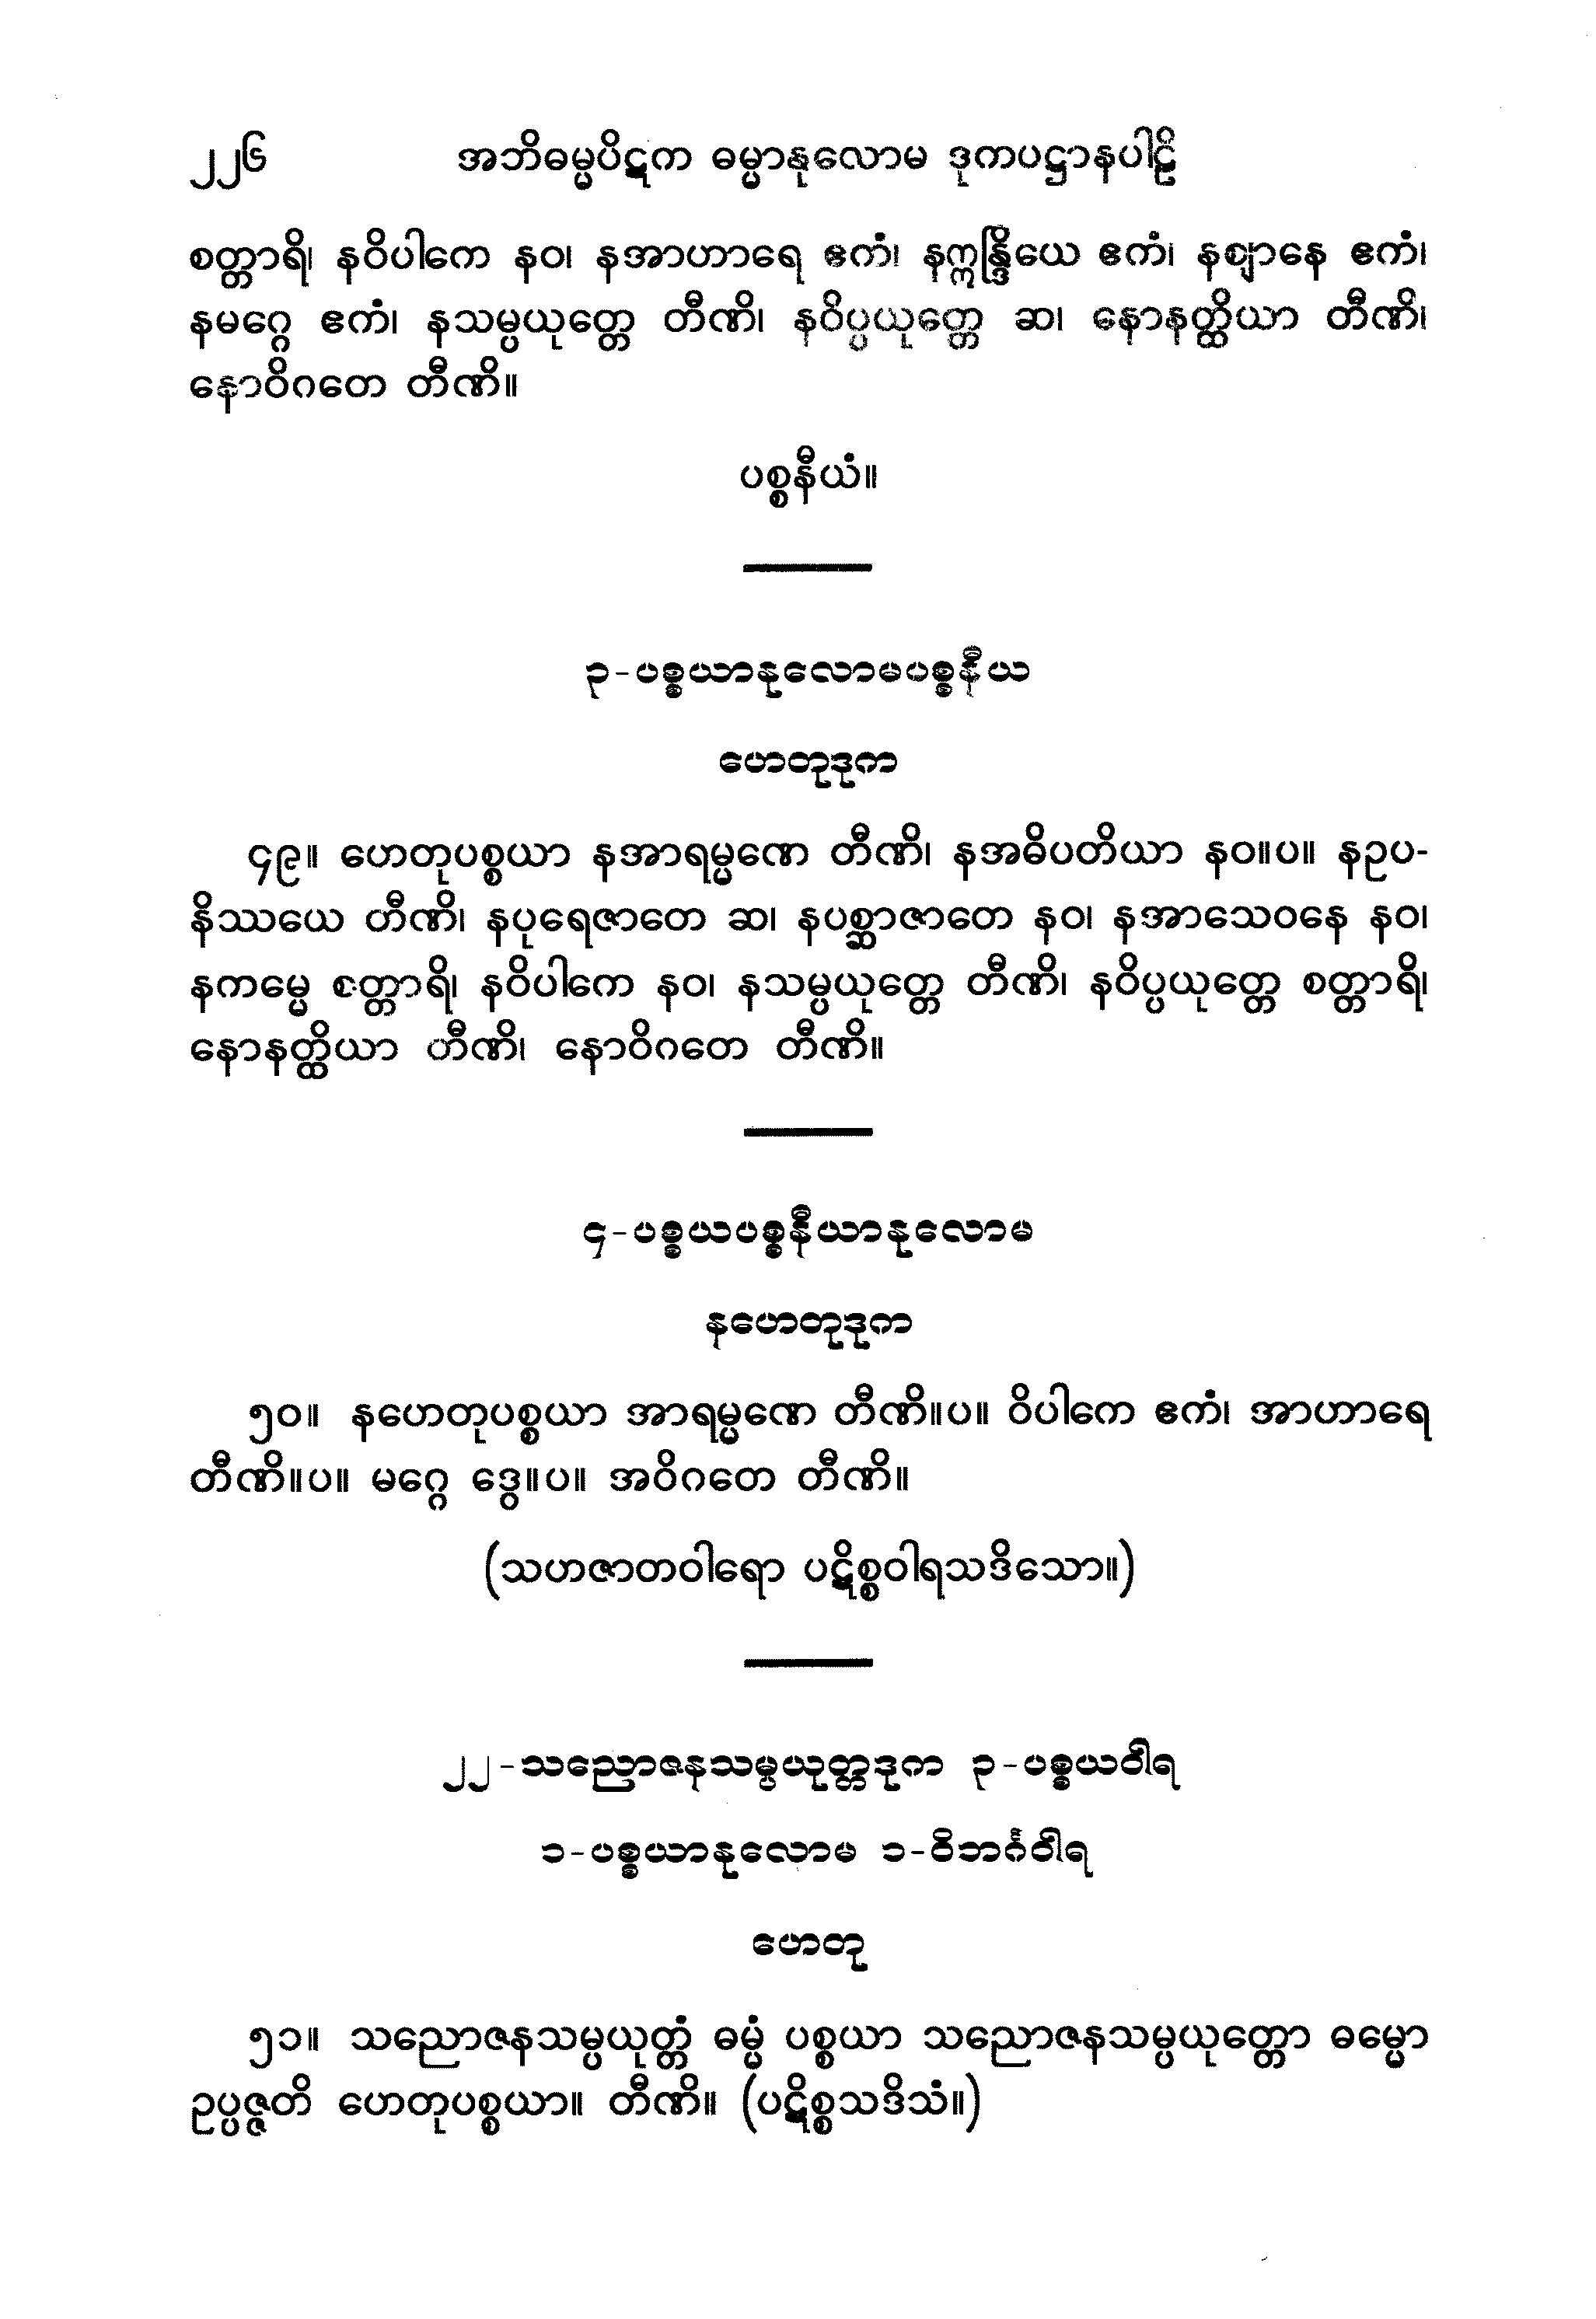 ၂၂၆ အဘိဓမ္မပိဋက ဓမ္မာနုလောမ ဒုကပဋ္ဌာနပါဠိ
စတ္တာရိ၊ နဝိပါကေ နဝ၊ နအာဟာရေ ဧကံ၊ နဣန္ဒြိယေ ဧကံ၊ နဈာနေ ဧကံ၊
နမဂ္ဂေ ဧကံ၊ နသမ္ပယုတ္တေ တီဏိ၊ နဝိပ္ပယုတ္တေ ဆ၊ နောနတ္ထိယာ တီဏိ၊
နောဝိဂတေ တီဏိ။
ပစ္စနီယံ။
၃-ပစ္စယာနုလောမပစ္စနီယ
ဟေတုဒုက
၄၉။ ဟေတုပစ္စယာ နအာရမ္မဏေ တီဏိ၊ နအဓိပတိယာ နဝ။ပ။ နဥပ-
နိဿယေ တီဏိ၊ နပုရေဇာတေ ဆ၊ နပစ္ဆာဇာတေ နဝ၊ နအာသေဝနေ နဝ၊
နကမ္မေ စတ္တာရိ၊ နဝိပါကေ နဝ၊ နသမ္ပယုတ္တေ တီဏိ၊ နဝိပ္ပယုတ္တေ စတ္တာရိ၊
နောနတ္ထိယာ တီဏိ၊ နောဝိဂတေ တီဏိ။
၄-ပစ္စယပစ္စနီယာနုလောမ
နဟေတုဒုက
၅၀။ နဟေတုပစ္စယာ အာရမ္မဏေ တီဏိ။ပ။ ဝိပါကေ ဧကံ၊ အာဟာရေ
တီဏိ။ပ။ မဂ္ဂေ ဒွေ။ပ။ အဝိဂတေ တီဏိ။
(သဟဇာတဝါရော ပဋိစ္စဝါရသဒိသော။)
၂၂-သညောဇနသမ္ပယုတ္တဒုက ၃-ပစ္စယဝါရ
၁-ပစ္စယာနုလောမ ၁-ဝိဘင်္ဂဝါရ
ဟေတု
၅၁။ သညောဇနသမ္ပယုတ္တံ ဓမ္မံ ပစ္စယာ သညောဇနသမ္ပယုတ္တော ဓမ္မော
ဥပ္ပဇ္ဇတိ ဟေတုပစ္စယာ။ တီဏိ။ (ပဋိစ္စသဒိသံ။)